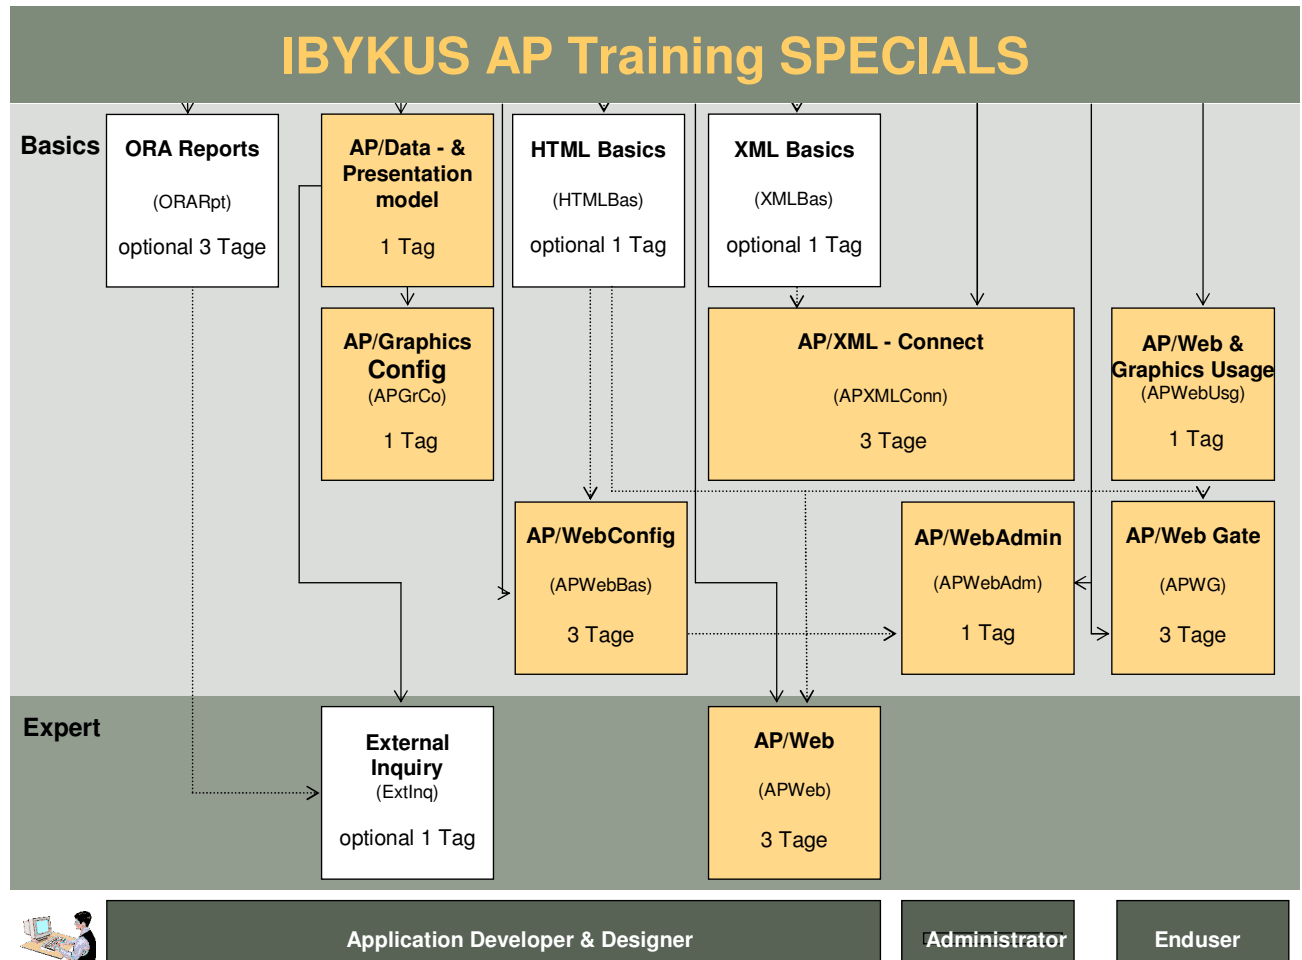 IBYKUS AP Training SPECIALS
Basics
ORA Reports
(ORARpt)
optional 3 Tage
AP/Data - &
Presentation
model
1 Tag
HTML Basics
(HTMLBas)
optional 1 Tag
XML Basics
(XMLBas)
optional 1 Tag
AP/Graphics
Config
(APGrCo)
1 Tag
AP/XML - Connect
(APXMLConn)
3 Tage
AP/Web &
Graphics Usage
(APWebUsg)
1 Tag
AP/WebConfig
(APWebBas)
3 Tage
AP/WebAdmin
(APWebAdm)
1 Tag
AP/Web Gate
(APWG)
3 Tage
Expert
External
Inquiry
(ExtInq)
optional 1 Tag
AP/Web
(APWeb)
3 Tage
Application Developer & Designer
Administrator
Enduser